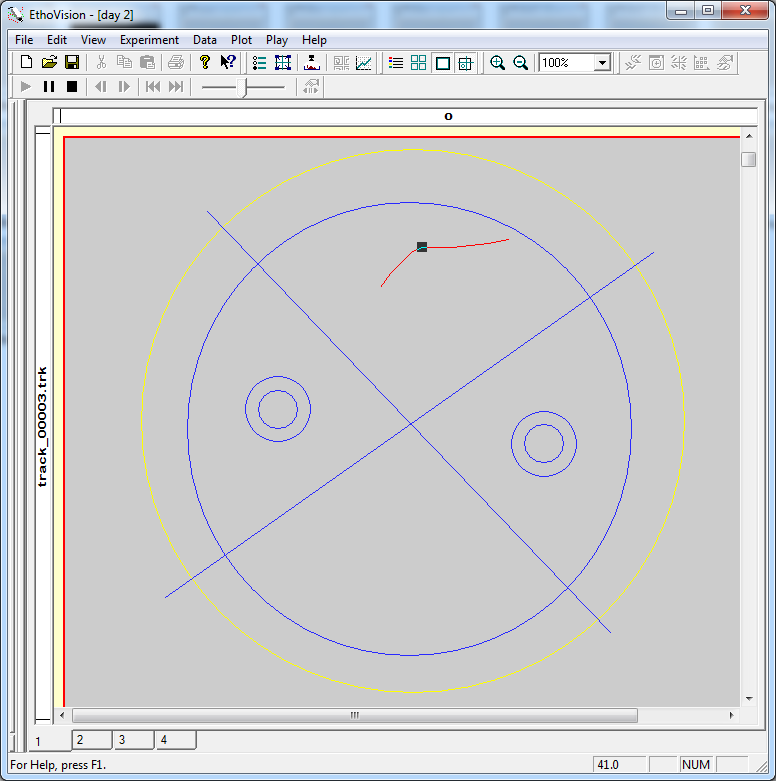 EthoVision - [day 2]
File Edit View Experiment Data Plot Play Help
100%
o
track_00003.trk
1 2 3 4
For Help, press F1.
41.0 NUM